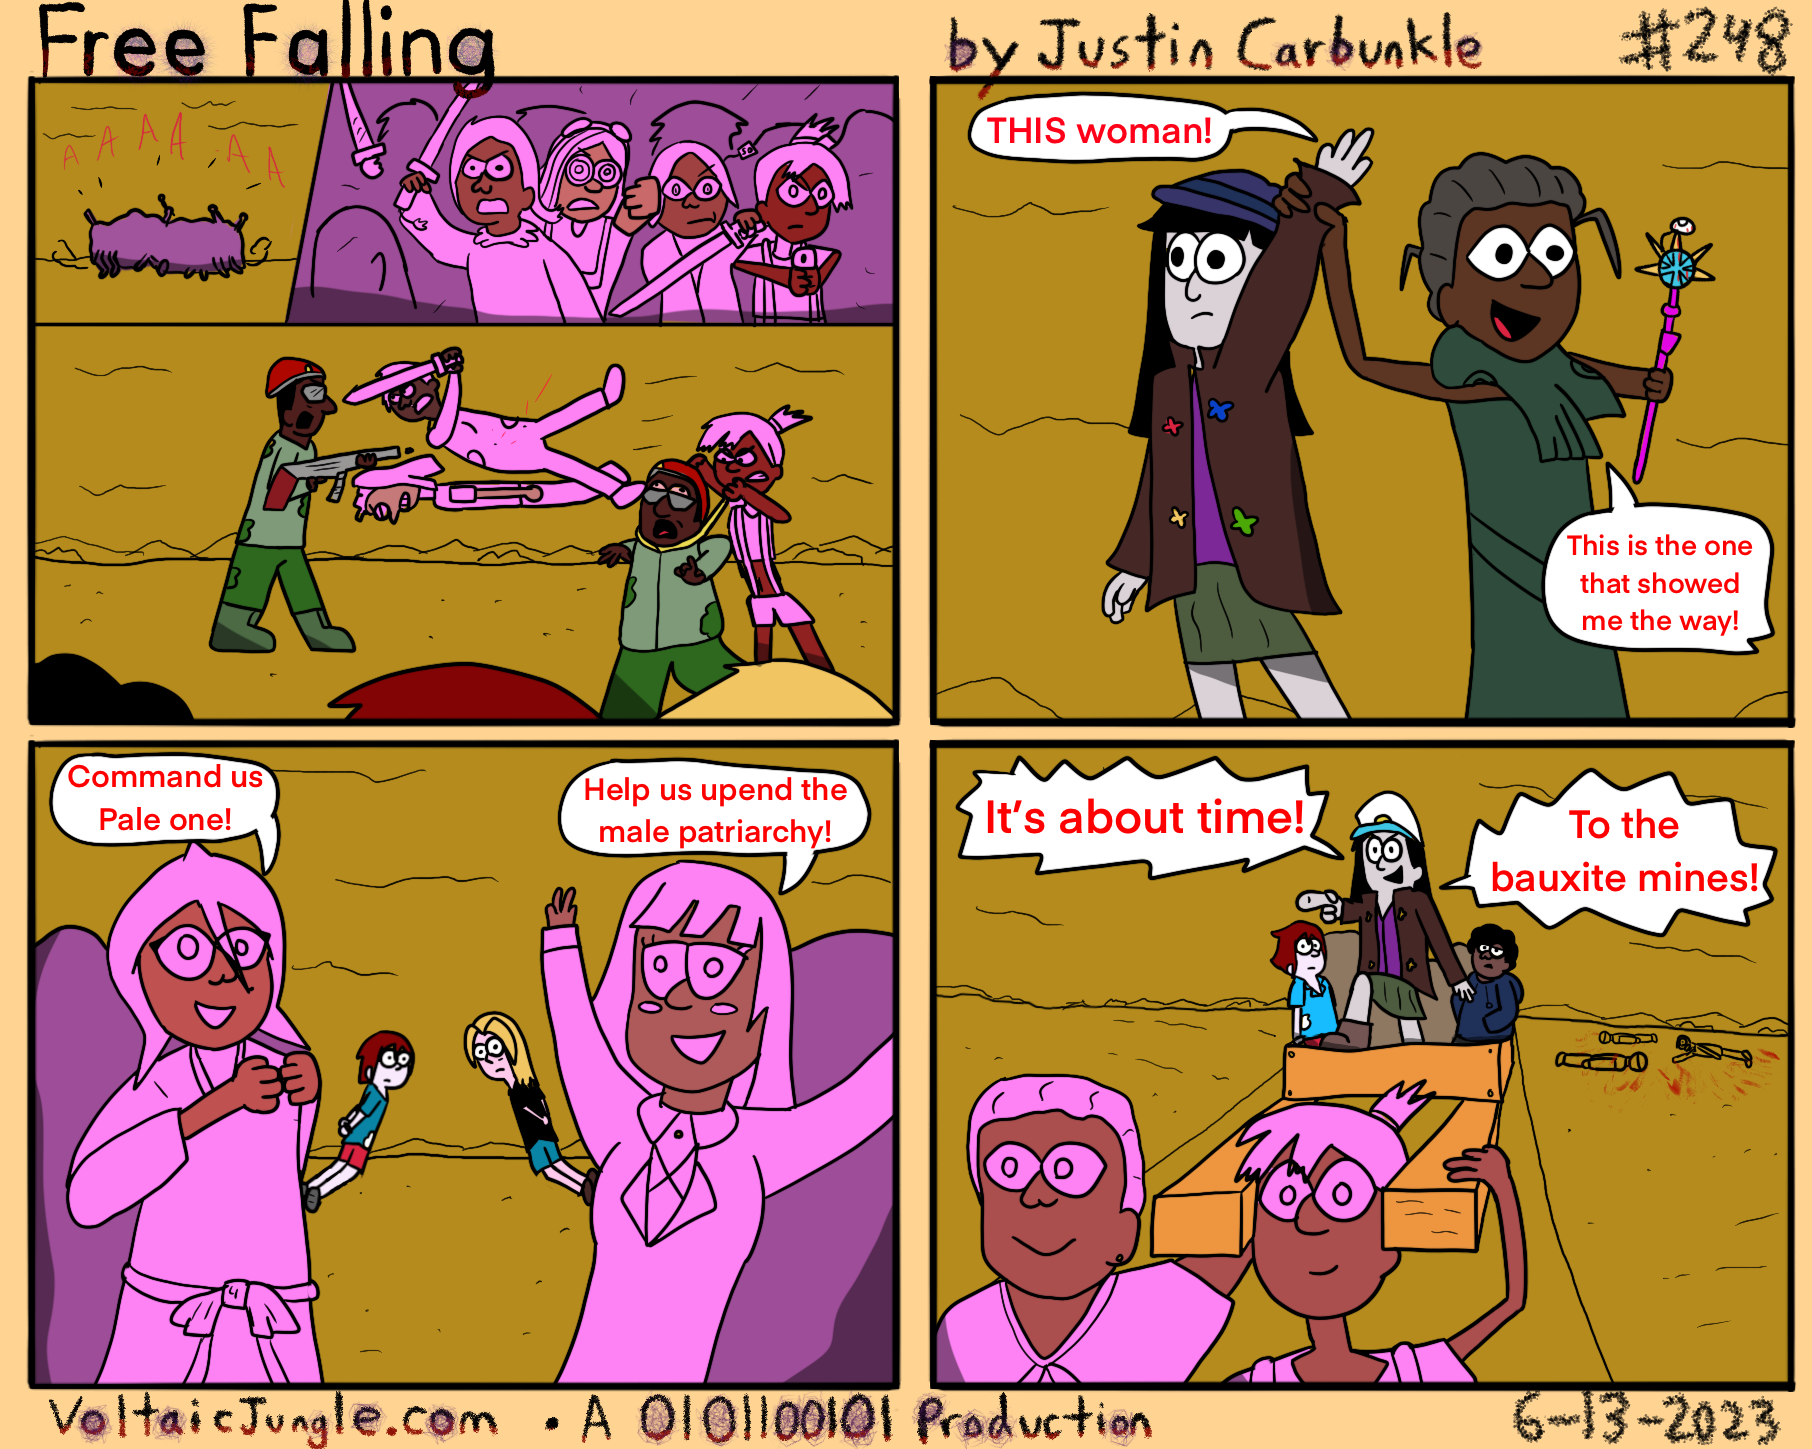 Free Falling
by Justin Carbunkle
#248
A A A A A A
THIS woman!
This is the one
that showed
me the way!
Command us
Pale one!
Help us upend the
male patriarchy!
It's about time!
To the
bauxite mines!
VoltaicJungle.com • A 0101100101 Production
6-13-2023